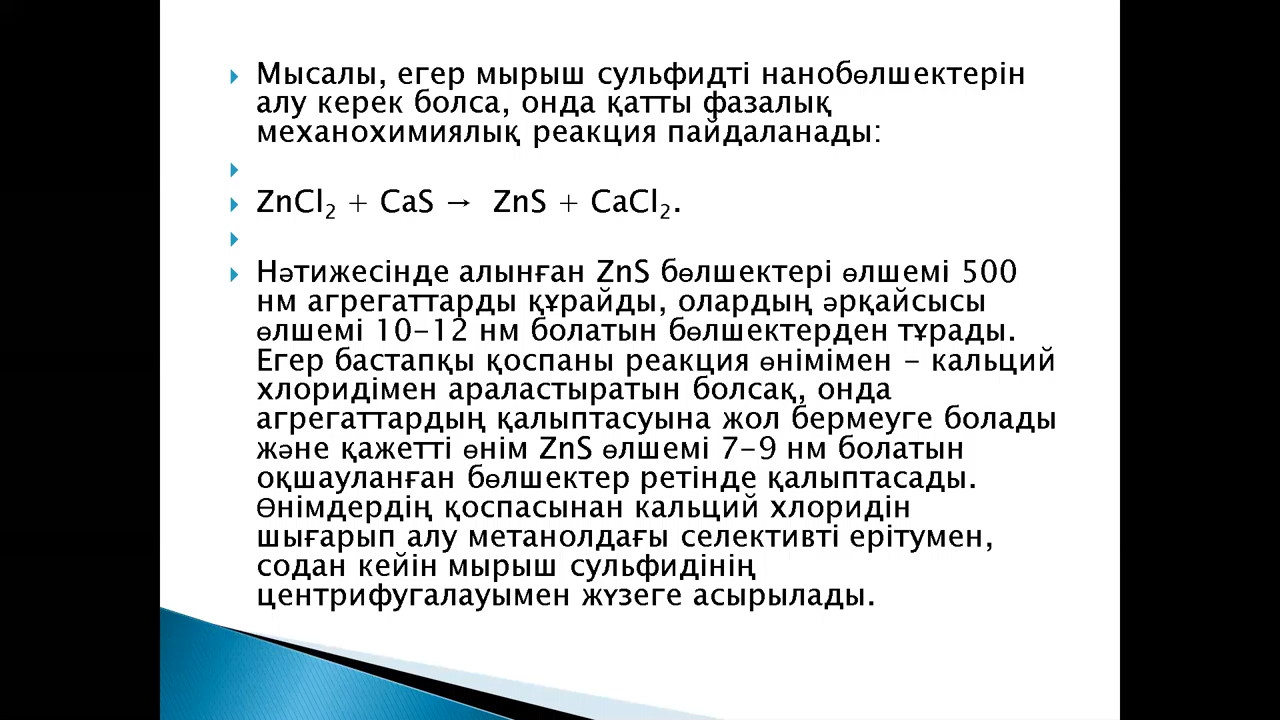 Мысалы, егер мырыш сульфидті нанобөлшектерін
алу керек болса, онда қатты фазалық
механохимиялық реакция пайдаланады:
ZnCl₂ + CaS → ZnS + CaCl₂.
Нәтижесінде алынған ZnS бөлшектері өлшемі 500
нм агрегаттарды құрайды, олардың әрқайсысы
өлшемі 10-12 нм болатын бөлшектерден тұрады.
Егер бастапқы қоспаны реакция өнімімен - кальций
хлоридімен араластыратын болсақ, онда
агрегаттардың қалыптасуына жол бермеуге болады
және қажетті өнім ZnS өлшемі 7-9 нм болатын
оқшауланған бөлшектер ретінде қалыптасады.
Өнімдердің қоспасынан кальций хлоридін
шығарып алу метанолдағы селективті ерітумен,
содан кейін мырыш сульфидінің
центрифугалауымен жүзеге асырылады.